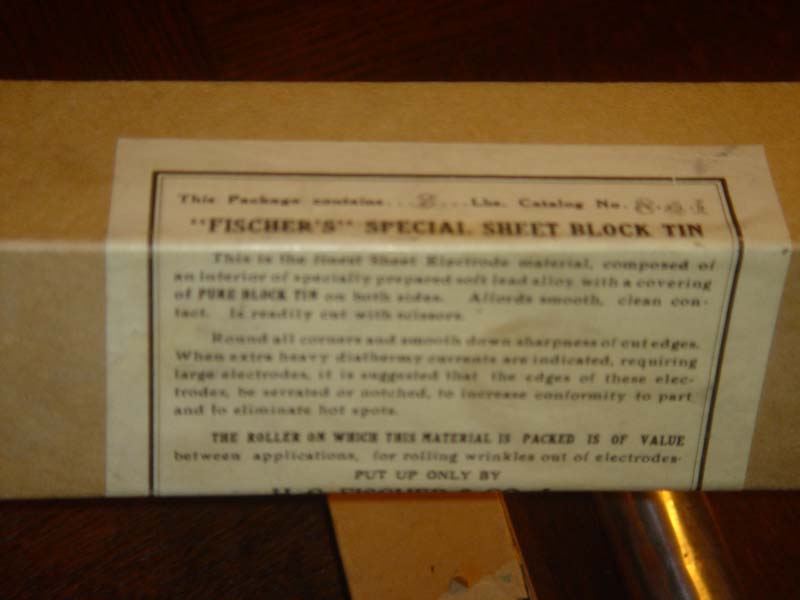 This Package contains...2...Lbs. Catalog No. 8-61
"FISCHER'S" SPECIAL SHEET BLOCK TIN
This is the finest Sheet Electrode material, composed of
an interior of specially prepared soft lead alloy with a covering
of PURE BLOCK TIN on both sides. Affords smooth, clean con-
tact. Is readily cut with scissors.
Round all corners and smooth down sharpness of cut edges.
When extra heavy diathermy currents are indicated, requiring
large electrodes, it is suggested that the edges of these elec-
trodes, be serrated or notched, to increase conformity to part
and to eliminate hot spots.
THE ROLLER ON WHICH THIS MATERIAL IS PACKED IS OF VALUE
between applications, for rolling wrinkles out of electrodes.
PUT UP ONLY BY
FISCHER &